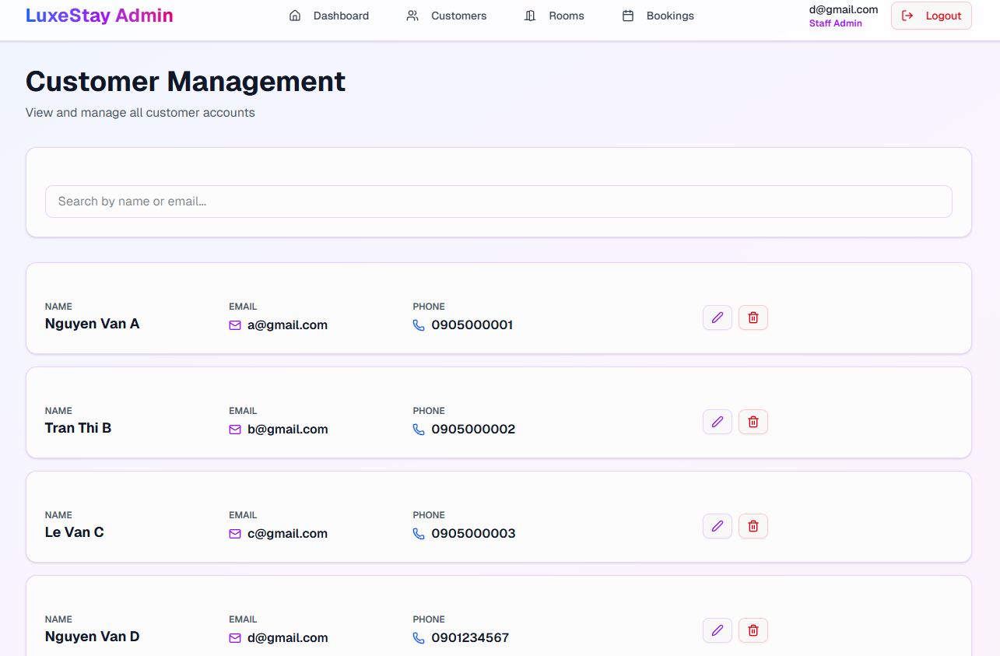 LuxeStay Admin
Dashboard
Customers
Rooms
Bookings
d@gmail.com
Staff Admin
Logout
Customer Management
View and manage all customer accounts
Search by name or email...
NAME
Nguyen Van A
EMAIL
a@gmail.com
PHONE
0905000001
NAME
Tran Thi B
EMAIL
b@gmail.com
PHONE
0905000002
NAME
Le Van C
EMAIL
c@gmail.com
PHONE
0905000003
NAME
Nguyen Van D
EMAIL
d@gmail.com
PHONE
0901234567